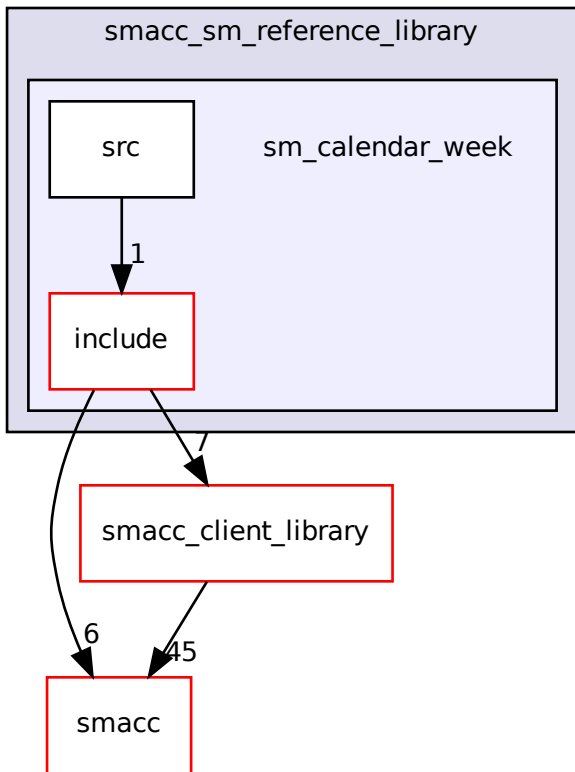 smacc_sm_reference_library
src
sm_calendar_week
1
include
7
smacc_client_library
6
45
smacc